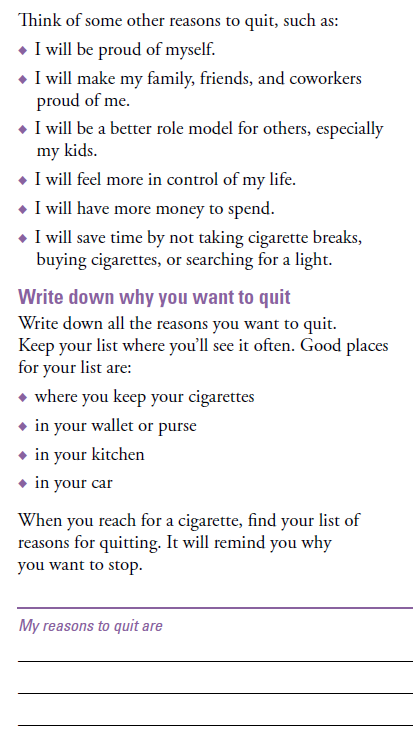 Think of some other reasons to quit, such as:
◆ I will be proud of myself.
◆ I will make my family, friends, and coworkers
proud of me.
◆ I will be a better role model for others, especially
my kids.
◆ I will feel more in control of my life.
◆ I will have more money to spend.
◆ I will save time by not taking cigarette breaks,
buying cigarettes, or searching for a light.
Write down why you want to quit
Write down all the reasons you want to quit.
Keep your list where you’ll see it often. Good places
for your list are:
◆ where you keep your cigarettes
◆ in your wallet or purse
◆ in your kitchen
◆ in your car
When you reach for a cigarette, find your list of
reasons for quitting. It will remind you why
you want to stop.
My reasons to quit are